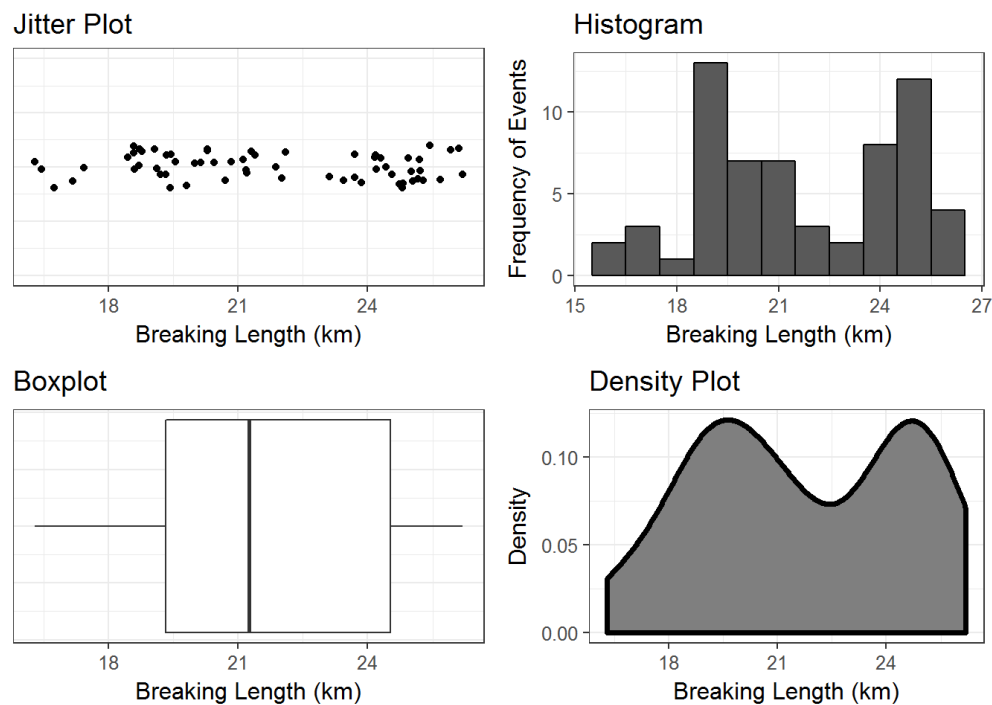 Jitter Plot
18 21 24
Breaking Length (km)
Histogram
Frequency of Events
10
5
0
15 18 21 24 27
Breaking Length (km)
Boxplot
18 21 24
Breaking Length (km)
Density Plot
Density
0.10
0.05
0.00
18 21 24
Breaking Length (km)